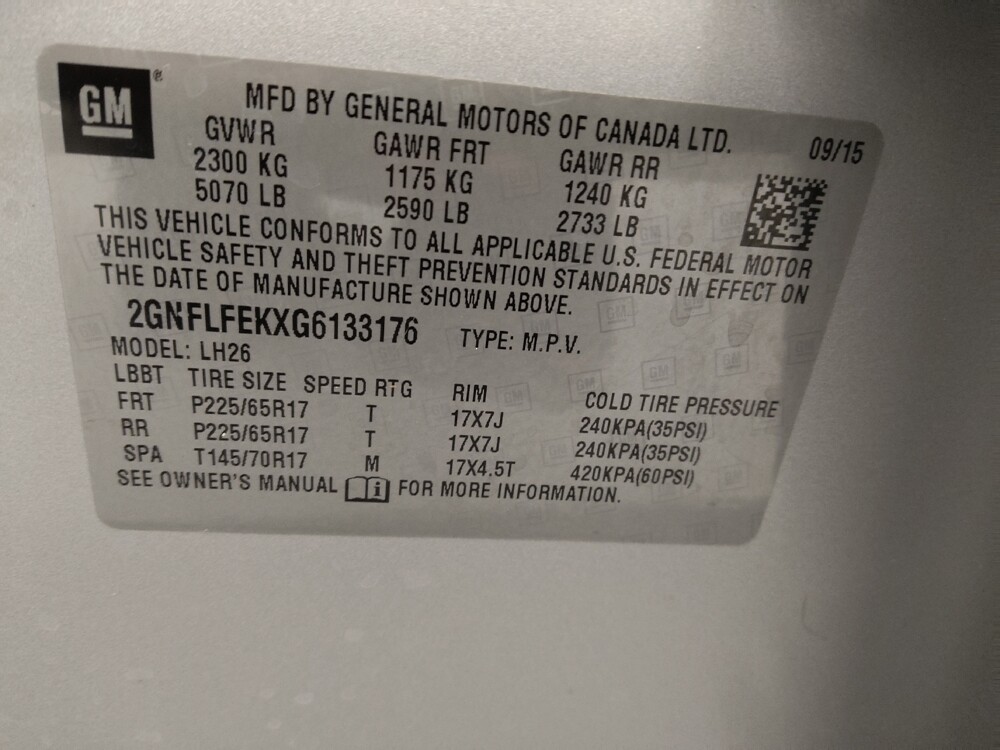 GM ®
MFD BY GENERAL MOTORS OF CANADA LTD. 09/15
GVWR GAWR FRT GAWR RR
2300 KG 1175 KG 1240 KG
5070 LB 2590 LB 2733 LB
THIS VEHICLE CONFORMS TO ALL APPLICABLE U.S. FEDERAL MOTOR
VEHICLE SAFETY AND THEFT PREVENTION STANDARDS IN EFFECT ON
THE DATE OF MANUFACTURE SHOWN ABOVE.
2GNFLFEKXG6133176 TYPE: M.P.V.
MODEL: LH26
LBBT TIRE SIZE SPEED RTG RIM COLD TIRE PRESSURE
FRT P225/65R17 T 17X7J 240KPA(35PSI)
RR P225/65R17 T 17X7J 240KPA(35PSI)
SPA T145/70R17 M 17X4.5T 420KPA(60PSI)
SEE OWNER'S MANUAL i FOR MORE INFORMATION.